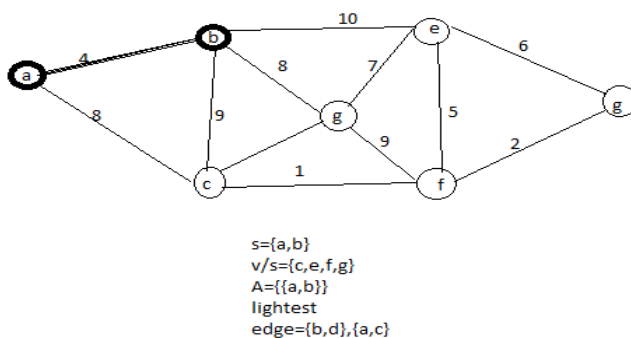 10
b
e
4
6
a
8
7
g
g
8
9
5
9
2
c
1
f
s={a,b}
v/s={c,e,f,g}
A={{a,b}}
lightest
edge={b,d},{a,c}